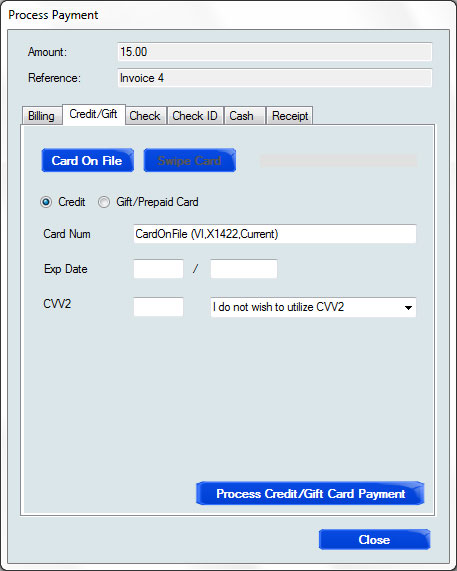 Process Payment
Amount: 15.00
Reference: Invoice 4
Billing Credit/Gift Check Check ID Cash Receipt
Card On File Swipe Card
Credit Gift/Prepaid Card
Card Num CardOnFile (VI,X1422,Current)
Exp Date /
CVV2 I do not wish to utilize CVV2
Process Credit/Gift Card Payment
Close